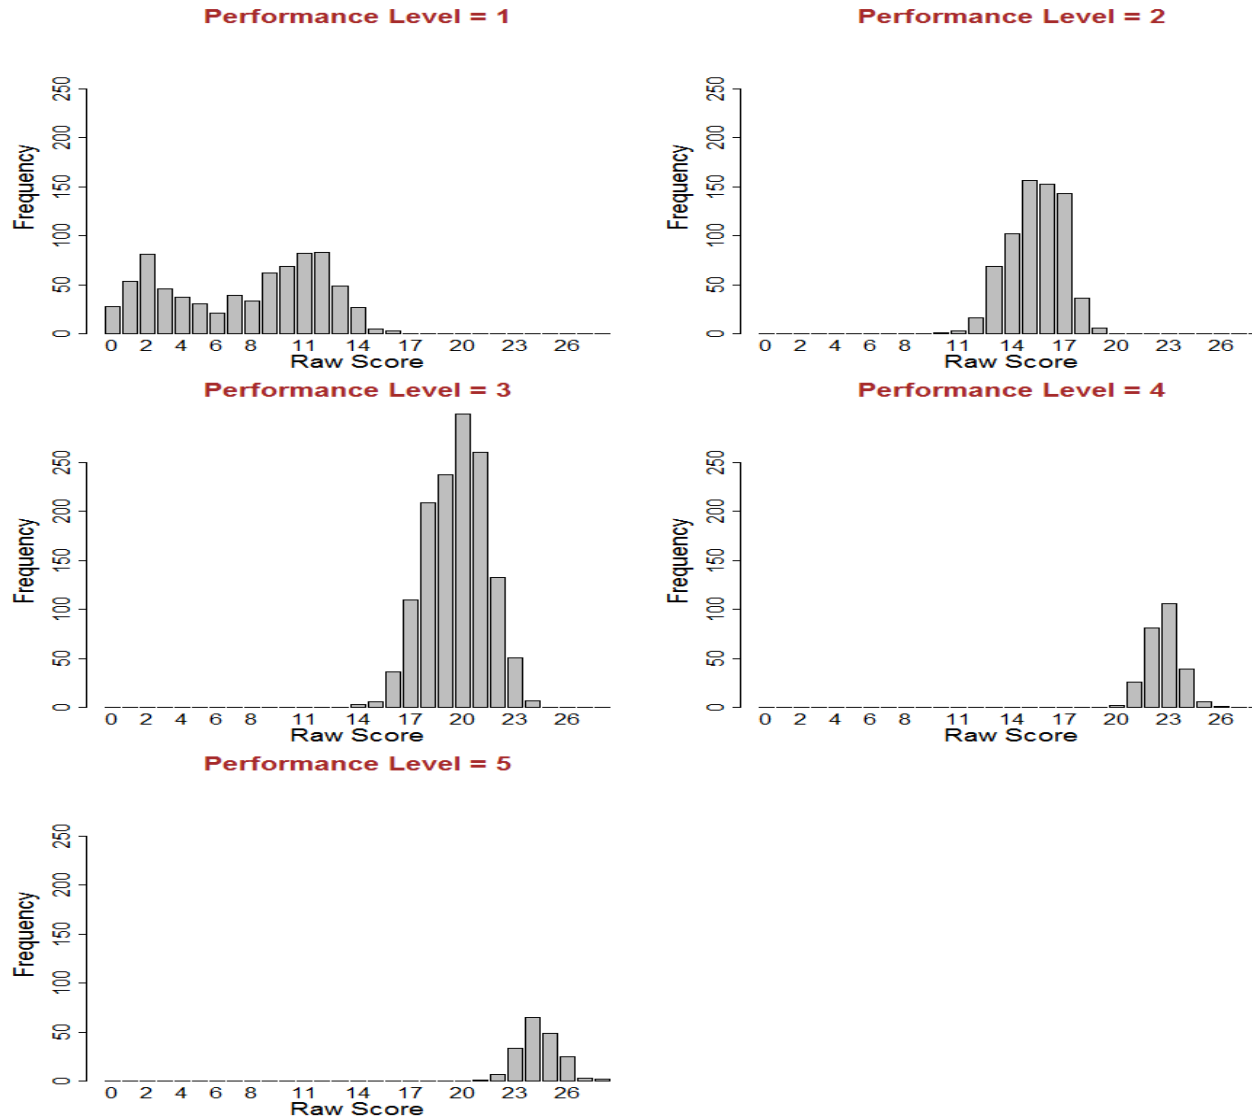 Performance Level = 1
250
200
150
100
50
0
Frequency
0 2 4 6 8 11 14 17 20 23 26
Raw Score
Performance Level = 2
250
200
150
100
50
0
Frequency
0 2 4 6 8 11 14 17 20 23 26
Raw Score
Performance Level = 3
250
200
150
100
50
0
Frequency
0 2 4 6 8 11 14 17 20 23 26
Raw Score
Performance Level = 4
250
200
150
100
50
0
Frequency
0 2 4 6 8 11 14 17 20 23 26
Raw Score
Performance Level = 5
250
200
150
100
50
0
Frequency
0 2 4 6 8 11 14 17 20 23 26
Raw Score